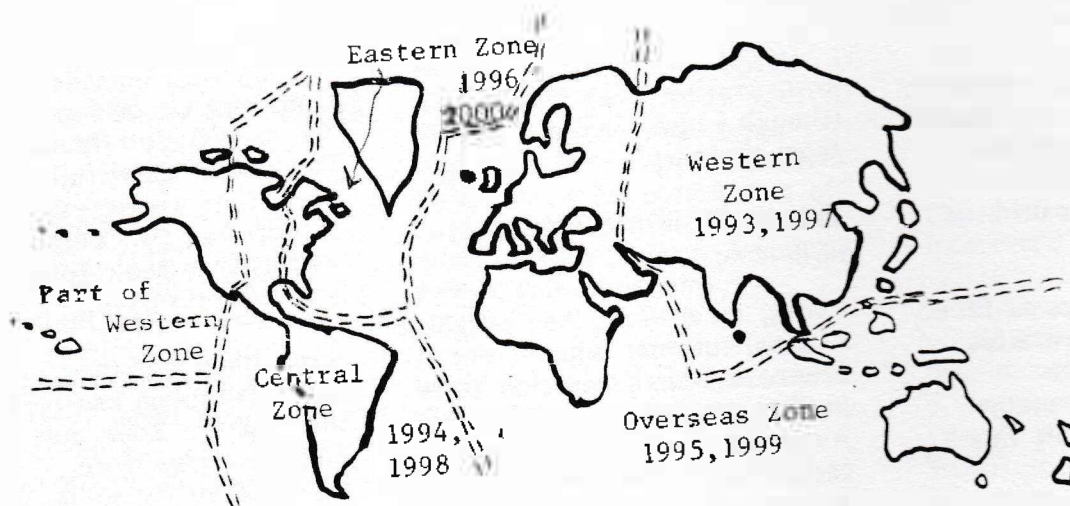 Eastern Zone
1996
2000
Western
Zone
1993,1997
Part of
Western
Zone
Central
Zone
1994,
1998
Overseas Zone
1995,1999